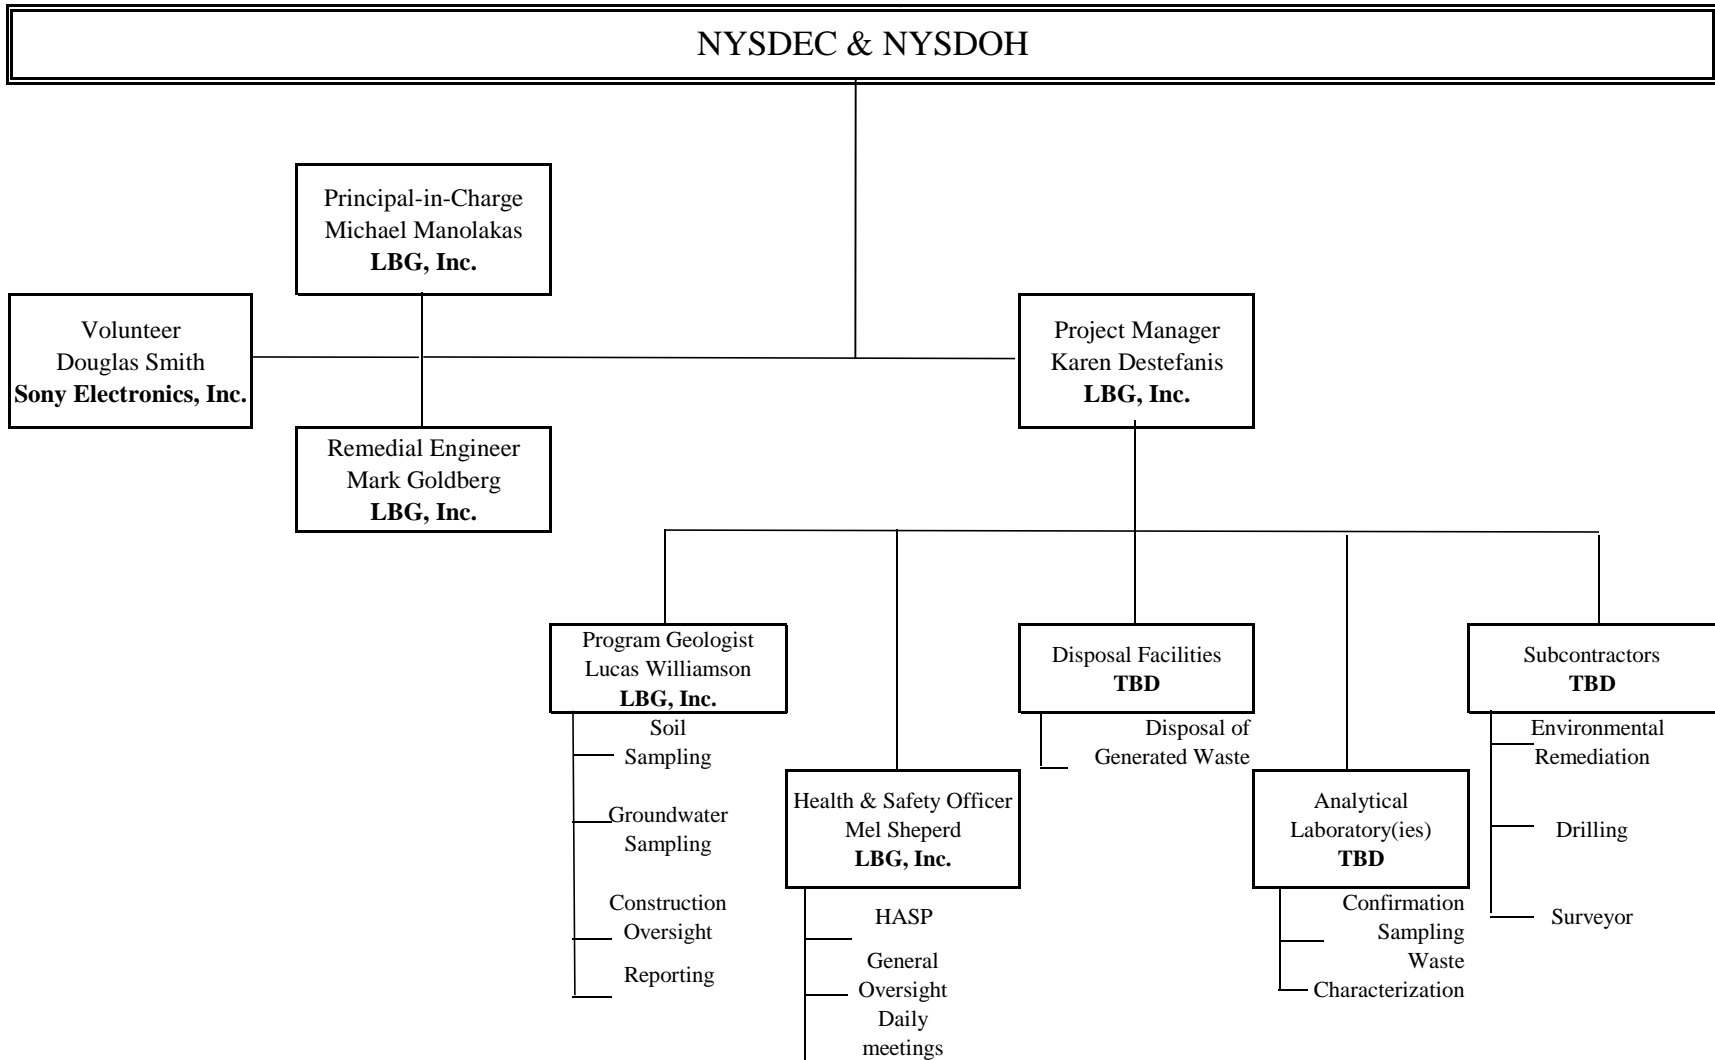 NYSDEC & NYSDOH
Principal-in-Charge
Michael Manolakas
LBG, Inc.
Volunteer
Douglas Smith
Sony Electronics, Inc.
Project Manager
Karen Destefanis
LBG, Inc.
Remedial Engineer
Mark Goldberg
LBG, Inc.
Program Geologist
Lucas Williamson
LBG, Inc.
Soil
Sampling
Groundwater
Sampling
Construction
Oversight
Reporting
Health & Safety Officer
Mel Sheperd
LBG, Inc.
HASP
General
Oversight
Daily
meetings
Disposal Facilities
TBD
Disposal of
Generated Waste
Analytical
Laboratory(ies)
TBD
Confirmation
Sampling
Waste
Characterization
Subcontractors
TBD
Environmental
Remediation
Drilling
Surveyor